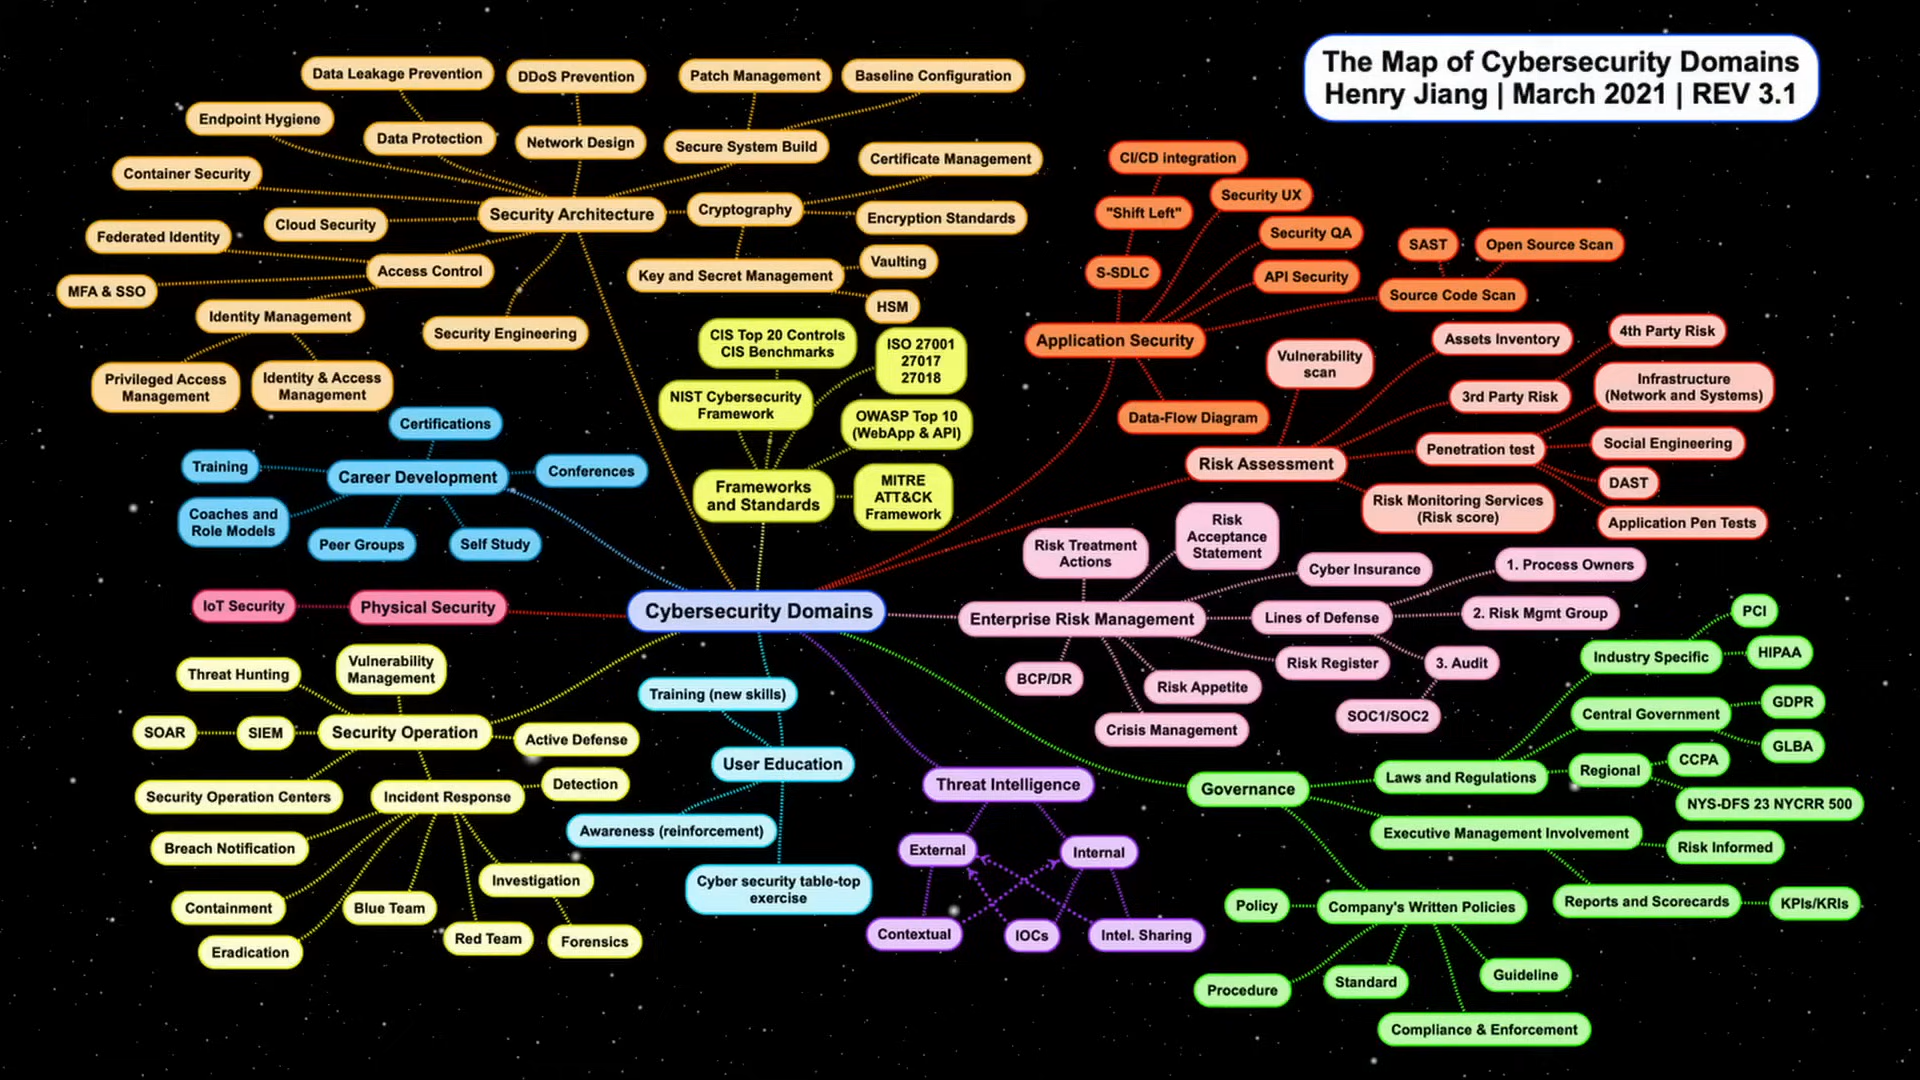 The Map of Cybersecurity Domains
Henry Jiang | March 2021 | REV 3.1
Data Leakage Prevention
DDoS Prevention
Patch Management
Baseline Configuration
Endpoint Hygiene
Data Protection
Network Design
Secure System Build
Certificate Management
Container Security
Cloud Security
Security Architecture
Cryptography
Encryption Standards
Federated Identity
Access Control
Key and Secret Management
Vaulting
HSM
MFA & SSO
Identity Management
Security Engineering
Privileged Access
Management
Identity & Access
Management
CIS Top 20 Controls
CIS Benchmarks
ISO 27001
27017
27018
NIST Cybersecurity
Framework
OWASP Top 10
(WebApp & API)
Frameworks
and Standards
MITRE
ATT&CK
Framework
CI/CD integration
"Shift Left"
Security UX
Security QA
S-SDLC
API Security
SAST
Open Source Scan
Source Code Scan
Application Security
Data-Flow Diagram
Vulnerability
scan
Assets Inventory
4th Party Risk
3rd Party Risk
Infrastructure
(Network and Systems)
Risk Assessment
Penetration test
Social Engineering
DAST
Risk Monitoring Services
(Risk score)
Application Pen Tests
Certifications
Training
Career Development
Conferences
Coaches and
Role Models
Peer Groups
Self Study
IoT Security
Physical Security
Cybersecurity Domains
Risk Treatment
Actions
Risk
Acceptance
Statement
Cyber Insurance
1. Process Owners
Enterprise Risk Management
Lines of Defense
2. Risk Mgmt Group
BCP/DR
Risk Appetite
Risk Register
3. Audit
Crisis Management
SOC1/SOC2
Threat Hunting
Vulnerability
Management
SOAR
SIEM
Security Operation
Active Defense
Security Operation Centers
Incident Response
Detection
Breach Notification
Investigation
Containment
Blue Team
Red Team
Forensics
Eradication
Training (new skills)
User Education
Awareness (reinforcement)
Cyber security table-top
exercise
Threat Intelligence
External
Internal
Contextual
IOCs
Intel. Sharing
Governance
PCI
Industry Specific
HIPAA
Central Government
GDPR
GLBA
Laws and Regulations
Regional
CCPA
NYS-DFS 23 NYCRR 500
Executive Management Involvement
Risk Informed
Reports and Scorecards
KPIs/KRIs
Policy
Company's Written Policies
Procedure
Standard
Guideline
Compliance & Enforcement